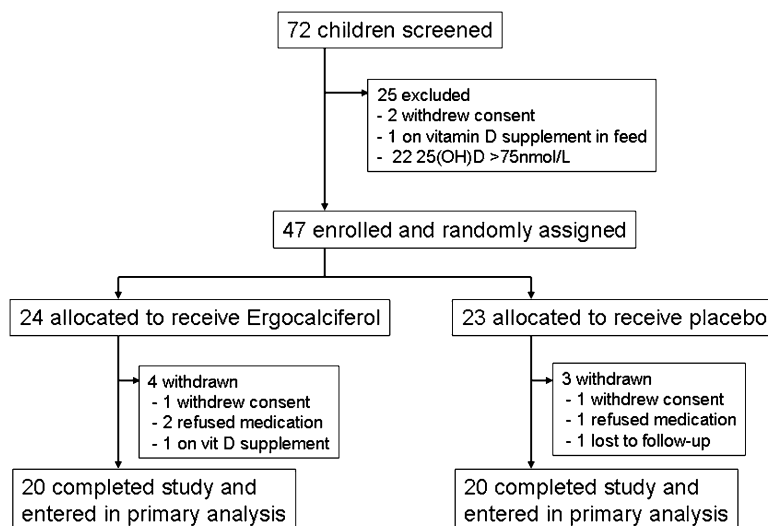 72 children screened
25 excluded
- 2 withdrew consent
- 1 on vitamin D supplement in feed
- 22 25(OH)D >75nmol/L
47 enrolled and randomly assigned
24 allocated to receive Ergocalciferol
23 allocated to receive placebo
4 withdrawn
- 1 withdrew consent
- 2 refused medication
- 1 on vit D supplement
3 withdrawn
- 1 withdrew consent
- 1 refused medication
- 1 lost to follow-up
20 completed study and
entered in primary analysis
20 completed study and
entered in primary analysis